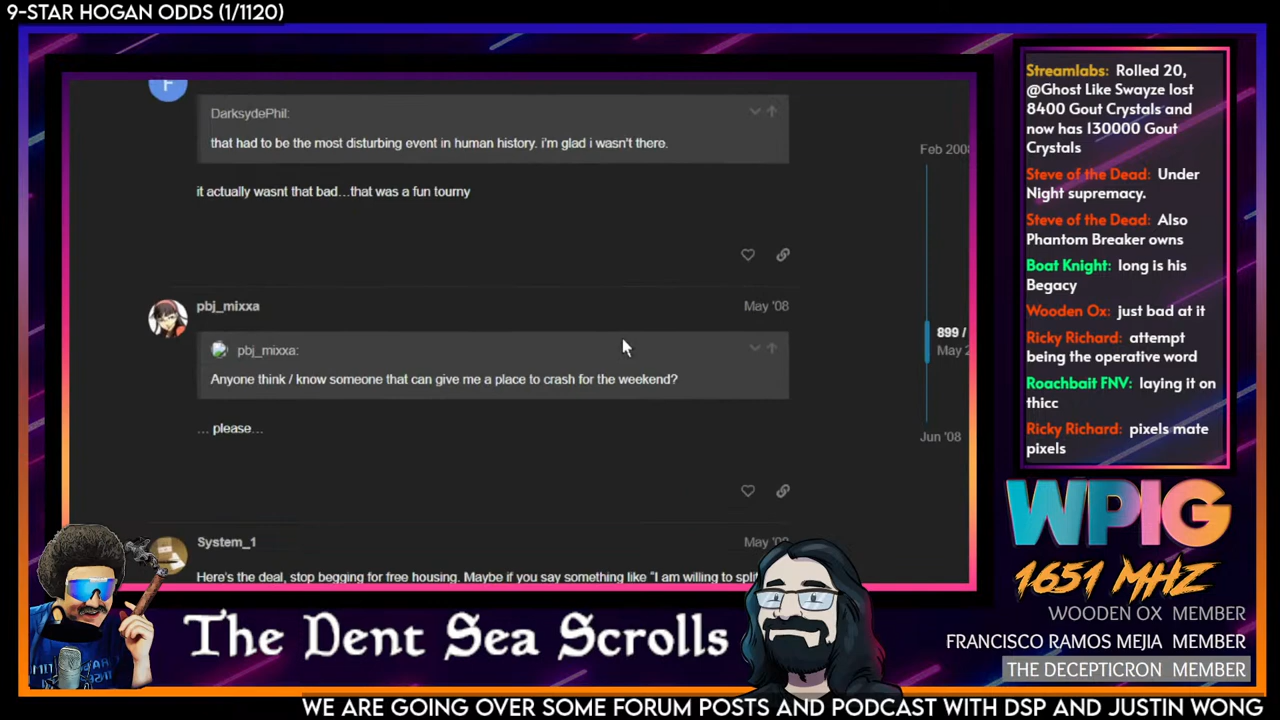 9-STAR HOGAN ODDS (1/1120)
F
DarksydePhil:
that had to be the most disturbing event in human history. i'm glad i wasn't there.
it actually wasnt that bad...that was a fun tourny
pbj_mixxa
May '08
pbj_mixxa:
Anyone think / know someone that can give me a place to crash for the weekend?
... please...
System_1
May '08
Here's the deal, stop begging for free housing. Maybe if you say something like "I am willing to spli
Feb 2008
899 /
May 2
Jun '08
Streamlabs: Rolled 20,
@Ghost Like Swayze lost
8400 Gout Crystals and
now has 130000 Gout
Crystals
Steve of the Dead: Under
Night supremacy.
Steve of the Dead: Also
Phantom Breaker owns
Boat Knight: long is his
Begacy
Wooden Ox: just bad at it
Ricky Richard: attempt
being the operative word
Roachbait FNV: laying it on
thicc
Ricky Richard: pixels mate
pixels
WPIG
1651 MHZ
WOODEN OX MEMBER
FRANCISCO RAMOS MEJIA MEMBER
THE DECEPTICRON MEMBER
The Dent Sea Scrolls
WE ARE GOING OVER SOME FORUM POSTS AND PODCAST WITH DSP AND JUSTIN WONG